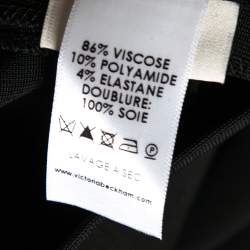 86% VISCOSE
10% POLYAMIDE
4% ELASTANE
DOUBLURE:
100% SOIE
P
LAVAGE A SEC
www.victoriabeckham.com